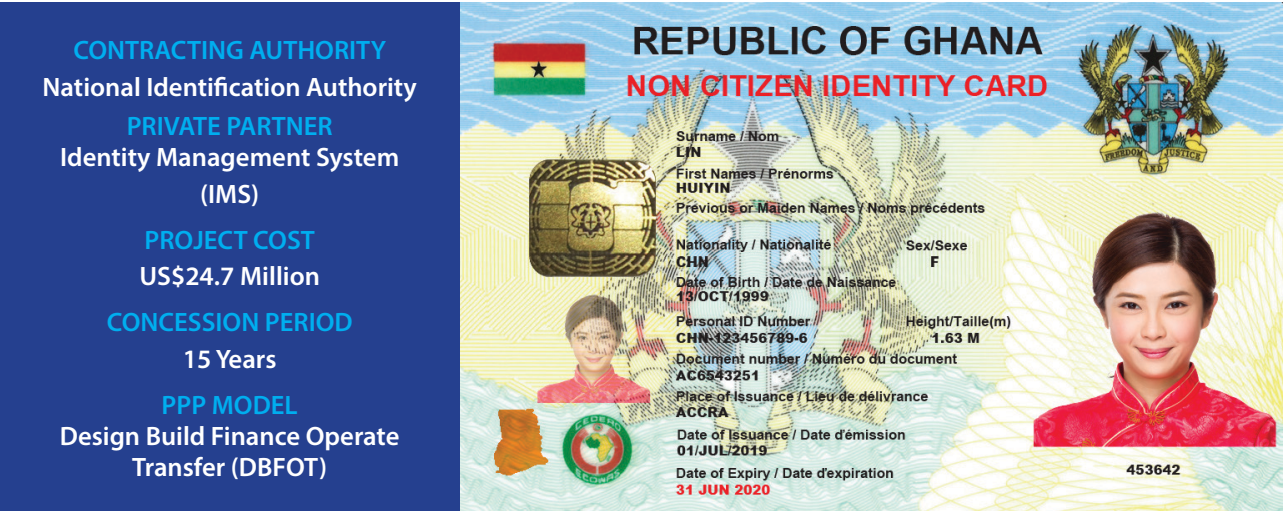 CONTRACTING AUTHORITY
National Identification Authority
PRIVATE PARTNER
Identity Management System
(IMS)
PROJECT COST
US$24.7 Million
CONCESSION PERIOD
15 Years
PPP MODEL
Design Build Finance Operate
Transfer (DBFOT)
REPUBLIC OF GHANA
NON CITIZEN IDENTITY CARD
FREEDOM AND JUSTICE
Surname / Nom
LIN
First Names / Prénorms
HUIYIN
Prévious or Maiden Names / Noms précédents
Nationality / Nationalité Sex/Sexe
CHN F
Date of Birth / Date de Naissance
13/OCT/1999
Personal ID Number Height/Taille(m)
CHN-123456789-6 1.63 M
Document number / Numéro du document
AC6543251
Place of Issuance / Lieu de délivrance
ACCRA
Date of Issuance / Date d'émission
01/JUL/2019
Date of Expiry / Date d'expiration
31 JUN 2020
CEDEAO
ECOWAS
453642